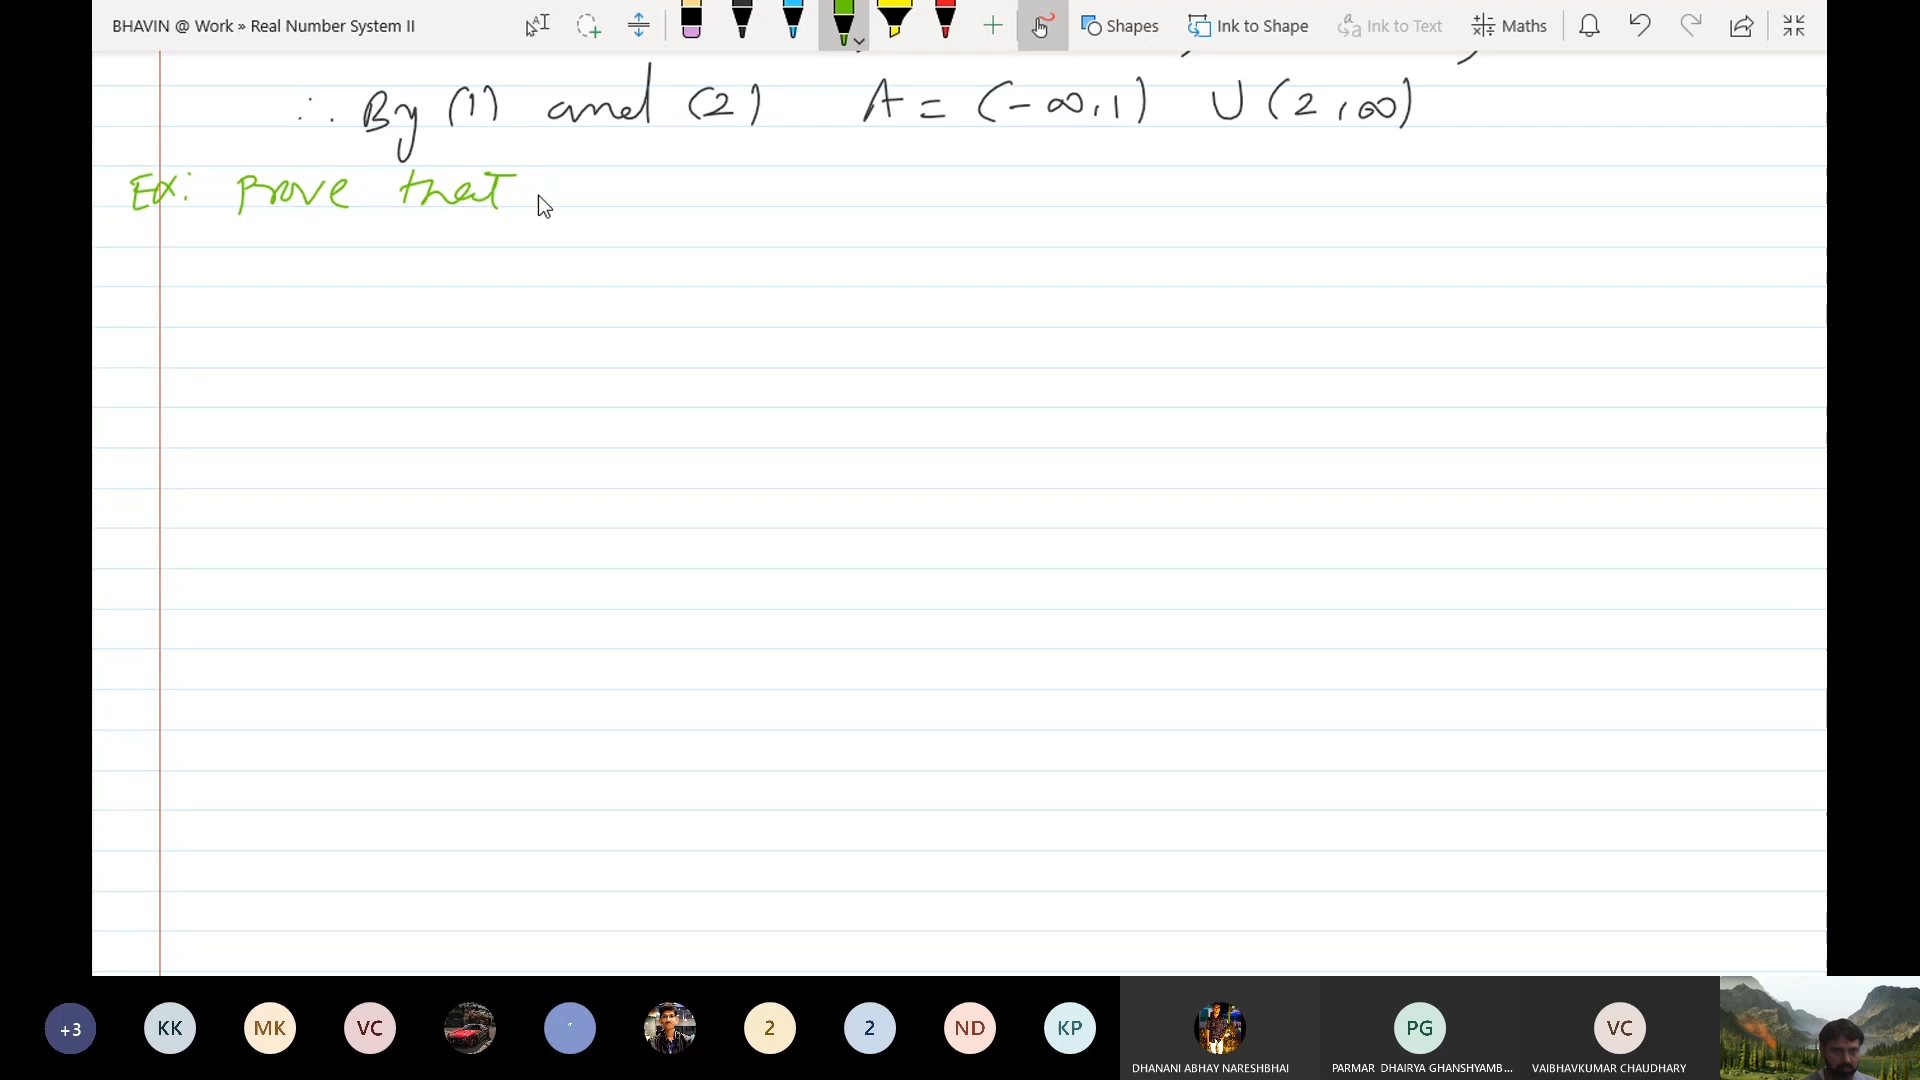 BHAVIN @ Work » Real Number System II
Shapes
Ink to Shape
Ink to Text
Maths
∴ By (1) and (2) A = (-∞,1) ∪ (2,∞)
Ex: Prove that
+3
KK
MK
VC
2
2
ND
KP
PG
VC
DHANANI ABHAY NARESHBHAI
PARMAR DHAIRYA GHANSHYAMB...
VAIBHAVKUMAR CHAUDHARY